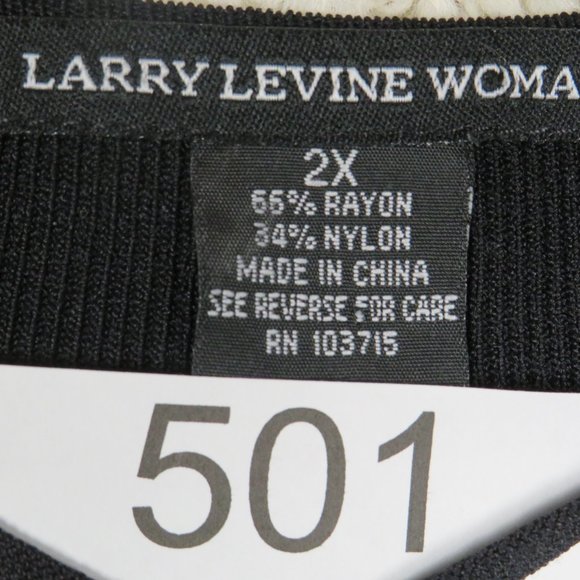 LARRY LEVINE WOMA
2X
66% RAYON
34% NYLON
MADE IN CHINA
SEE REVERSE FOR CARE
RN 103715
501